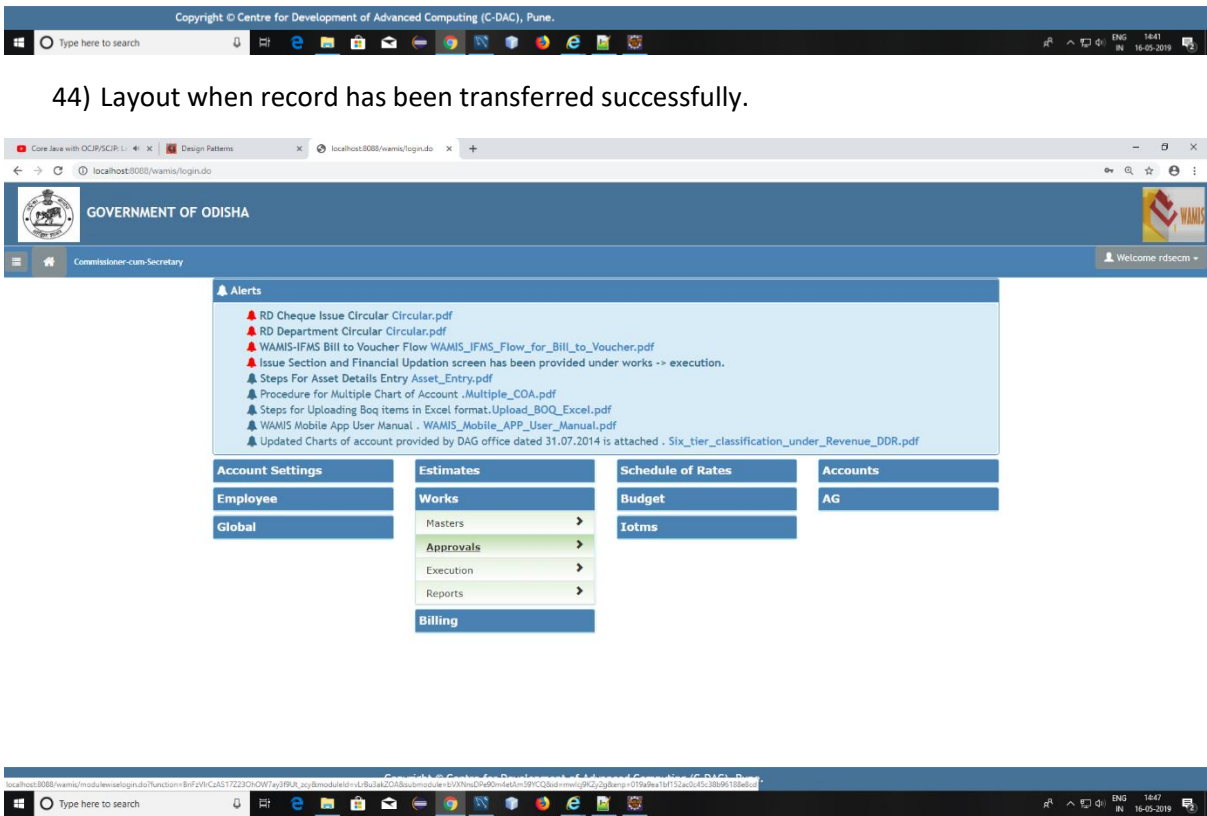 Copyright © Centre for Development of Advanced Computing (C-DAC), Pune.
Type here to search
ENG 14:41
IN 16-05-2019
44) Layout when record has been transferred successfully.
Core Java with OCJP/SCJP: Design Patterns localhost:8088/wamis/login.do
localhost:8088/wamis/login.do
GOVERNMENT OF ODISHA
WAMIS
Commissioner-cum-Secretary Welcome rdsecm
Alerts
RD Cheque Issue Circular Circular.pdf
RD Department Circular Circular.pdf
WAMIS-IFMS Bill to Voucher Flow WAMIS_IFMS_Flow_for_Bill_to_Voucher.pdf
Issue Section and Financial Updation screen has been provided under works -> execution.
Steps For Asset Details Entry Asset_Entry.pdf
Procedure for Multiple Chart of Account .Multiple_COA.pdf
Steps for Uploading Boq items in Excel format.Upload_BOQ_Excel.pdf
WAMIS Mobile App User Manual . WAMIS_Mobile_APP_User_Manual.pdf
Updated Charts of account provided by DAG office dated 31.07.2014 is attached . Six_tier_classification_under_Revenue_DDR.pdf
Account Settings Estimates Schedule of Rates Accounts
Employee Works Budget AG
Global Masters Iotms
Approvals
Execution
Reports
Billing
Type here to search
ENG 14:47
IN 16-05-2019